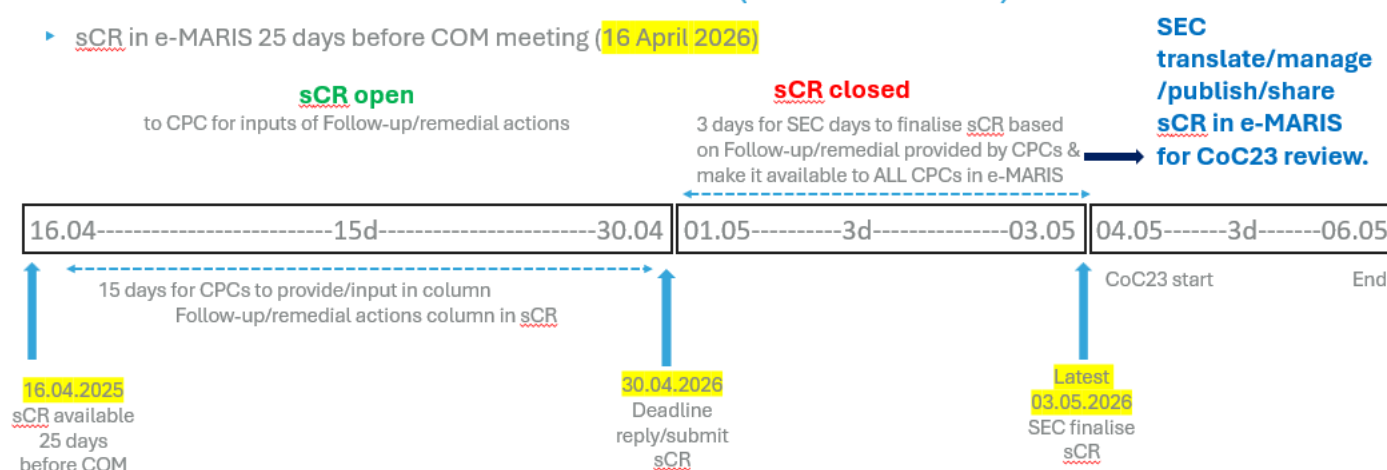 sCR in e-MARIS 25 days before COM meeting (16 April 2026)
SEC
translate/manage
/publish/share
sCR in e-MARIS
for CoC23 review.
sCR open
to CPC for inputs of Follow-up/remedial actions
sCR closed
3 days for SEC days to finalise sCR based
on Follow-up/remedial provided by CPCs &
make it available to ALL CPCs in e-MARIS
16.04--------------------------15d------------------------30.04
01.05----------3d---------------03.05
04.05-------3d-------06.05
15 days for CPCs to provide/input in column
Follow-up/remedial actions column in sCR
CoC23 start
End
16.04.2025
sCR available
25 days
before COM
30.04.2026
Deadline
reply/submit
sCR
Latest
03.05.2026
SEC finalise
sCR